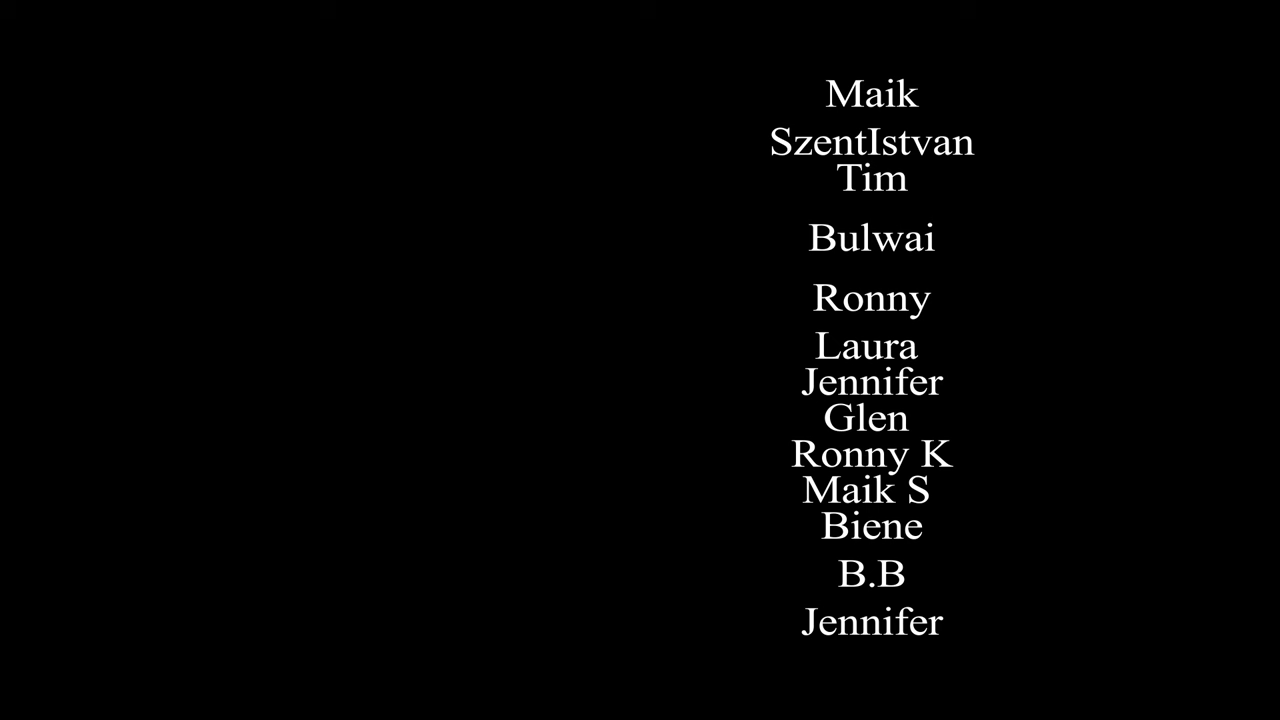 Maik
SzentIstvan
Tim
Bulwai
Ronny
Laura
Jennifer
Glen
Ronny K
Maik S
Biene
B.B
Jennifer